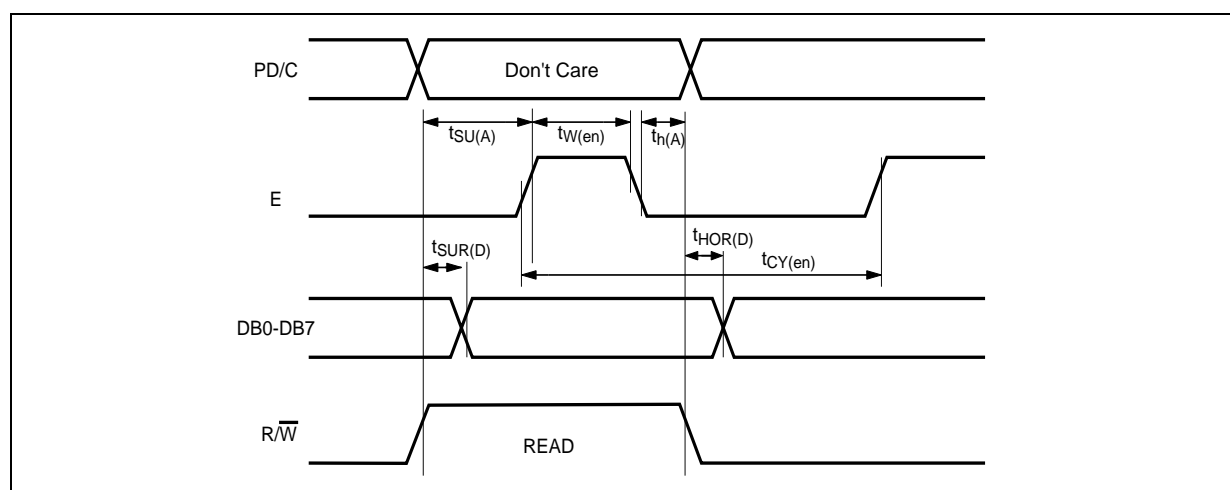 PD/C
Don't Care
tSU(A)
tW(en)
th(A)
E
tSUR(D)
tHOR(D)
tCY(en)
DB0-DB7
R/W̅
READ